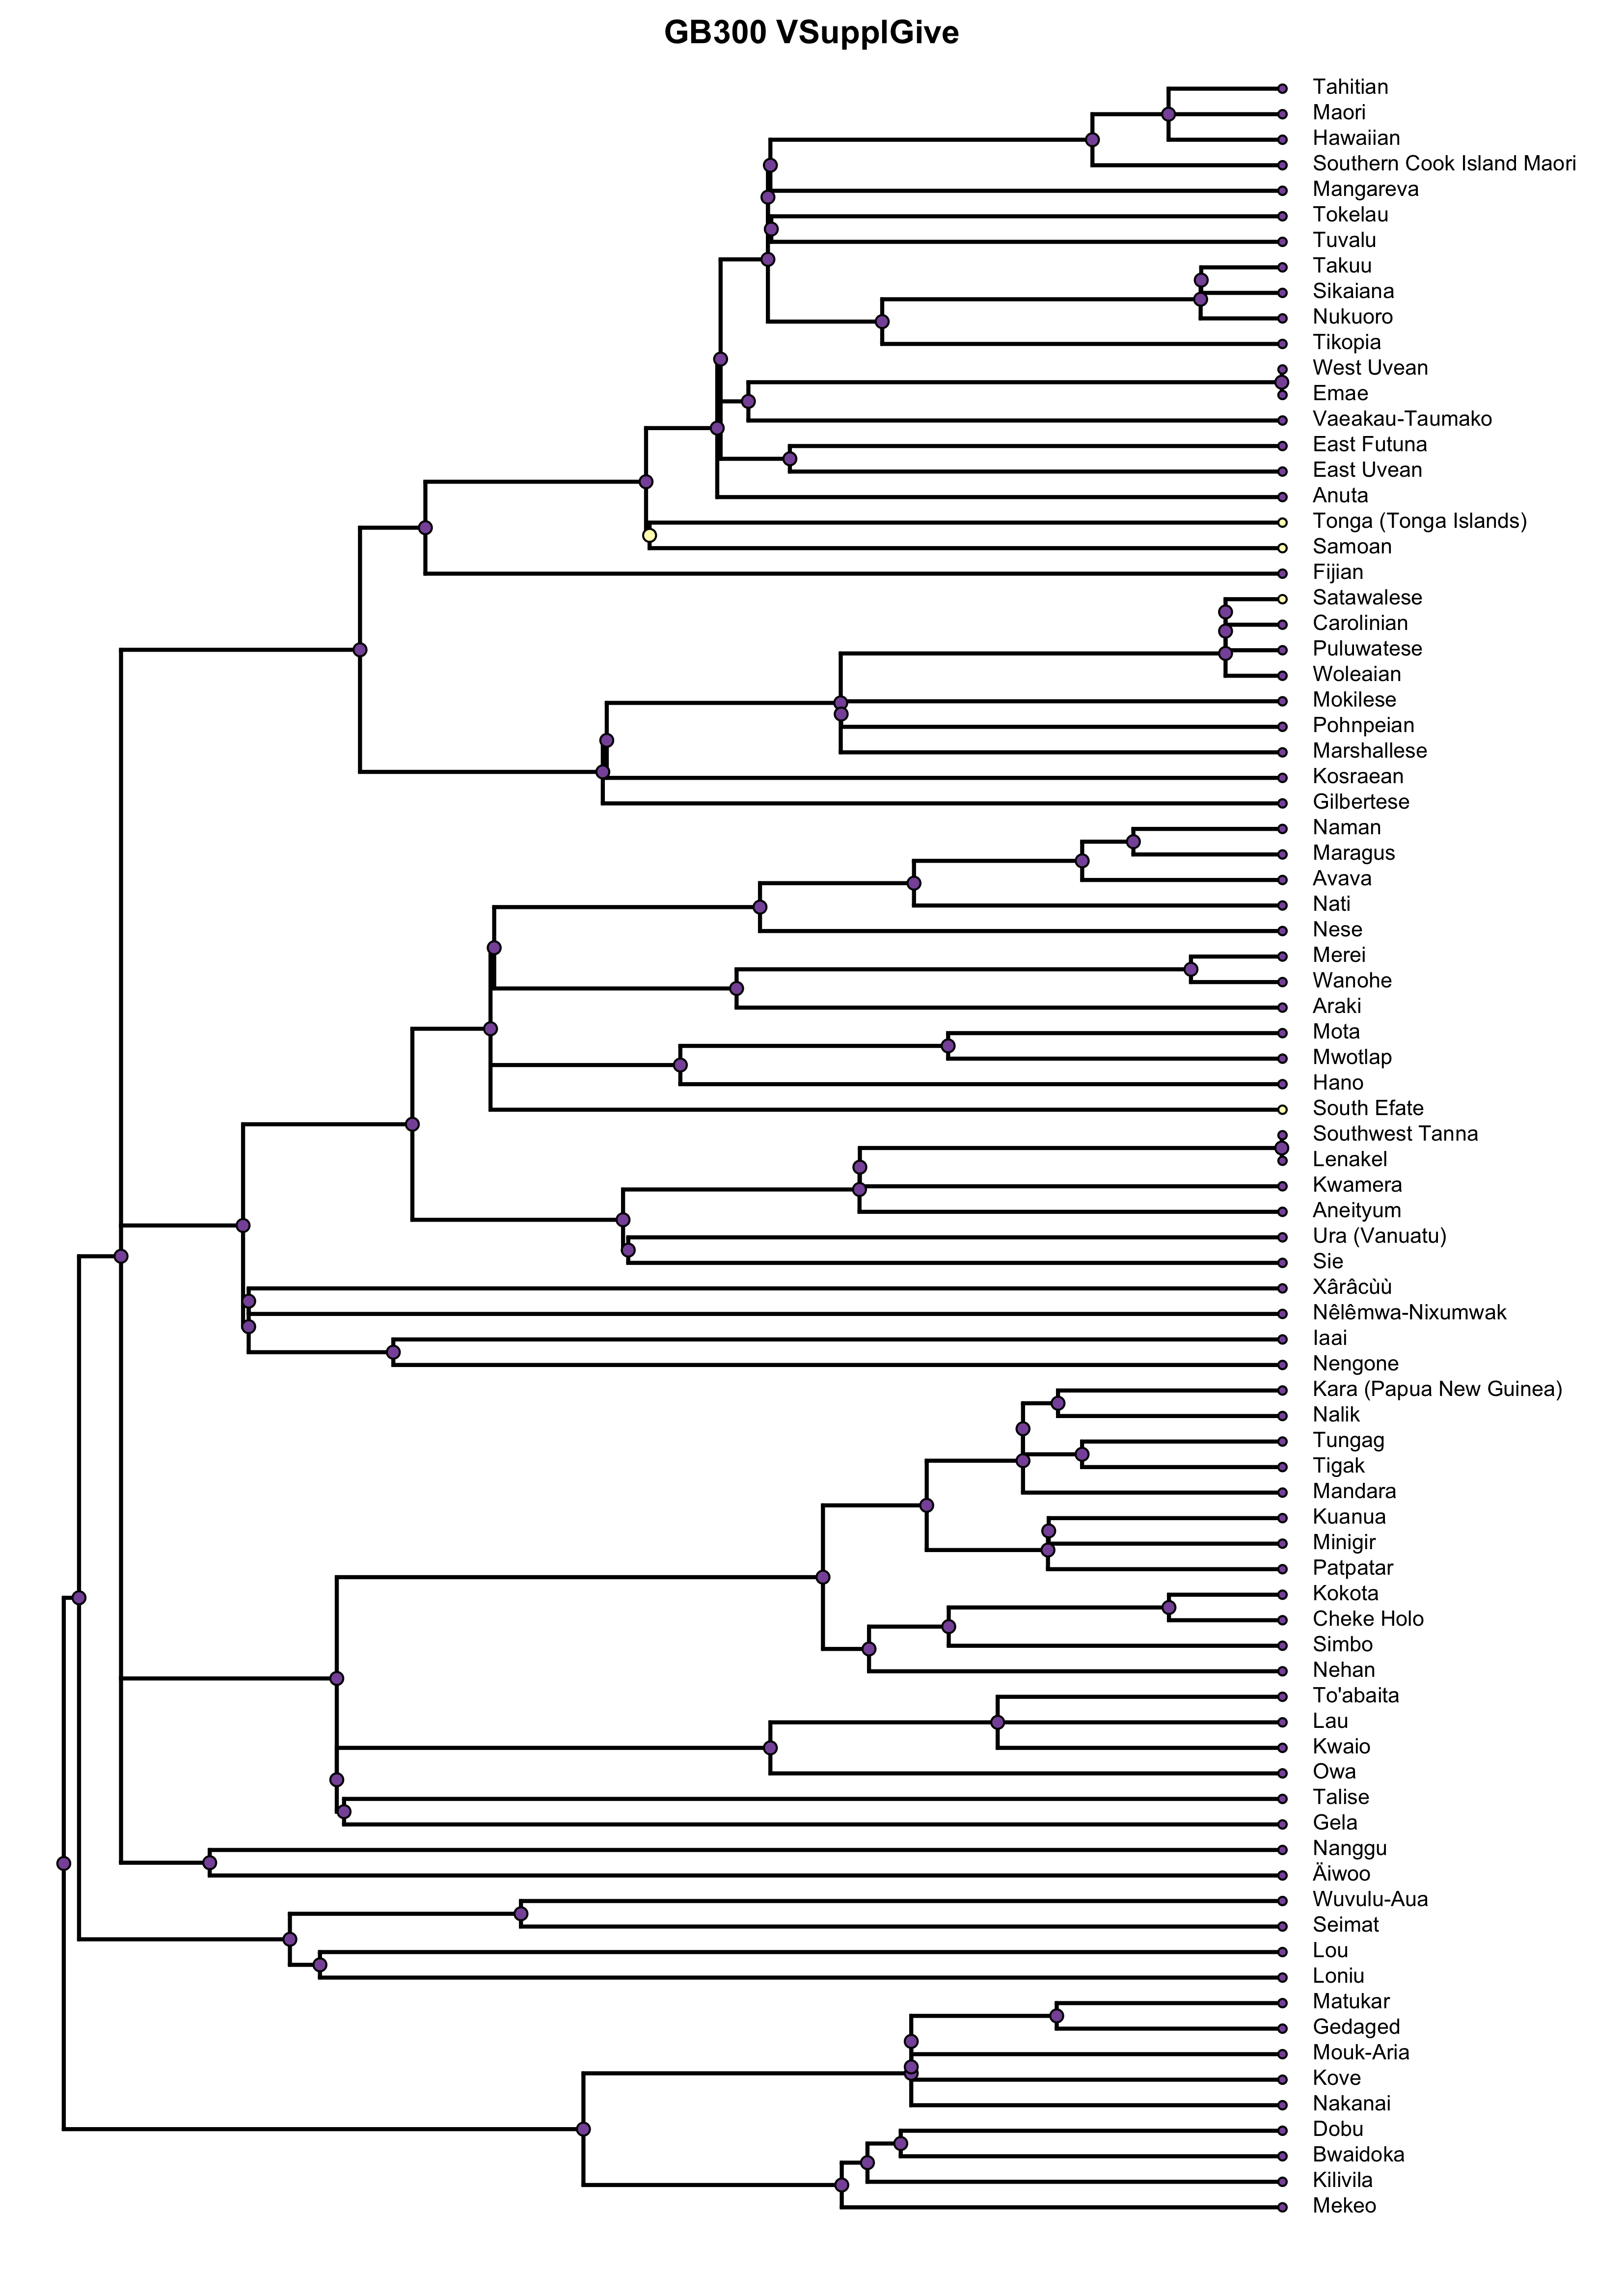 GB300 VSupplGive
Tahitian
Maori
Hawaiian
Southern Cook Island Maori
Mangareva
Tokelau
Tuvalu
Takuu
Sikaiana
Nukuoro
Tikopia
West Uvean
Emae
Vaeakau-Taumako
East Futuna
East Uvean
Anuta
Tonga (Tonga Islands)
Samoan
Fijian
Satawalese
Carolinian
Puluwatese
Woleaian
Mokilese
Pohnpeian
Marshallese
Kosraean
Gilbertese
Naman
Maragus
Avava
Nati
Nese
Merei
Wanohe
Araki
Mota
Mwotlap
Hano
South Efate
Southwest Tanna
Lenakel
Kwamera
Aneityum
Ura (Vanuatu)
Sie
Xârâcùù
Nêlêmwa-Nixumwak
Iaai
Nengone
Kara (Papua New Guinea)
Nalik
Tungag
Tigak
Mandara
Kuanua
Minigir
Patpatar
Kokota
Cheke Holo
Simbo
Nehan
To'abaita
Lau
Kwaio
Owa
Talise
Gela
Nanggu
Äiwoo
Wuvulu-Aua
Seimat
Lou
Loniu
Matukar
Gedaged
Mouk-Aria
Kove
Nakanai
Dobu
Bwaidoka
Kilivila
Mekeo